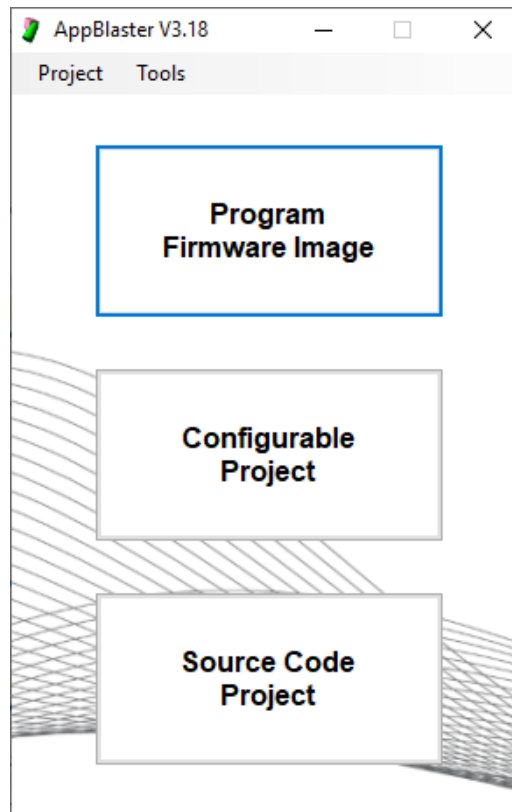 AppBlaster V3.18
Project Tools
Program
Firmware Image
Configurable
Project
Source Code
Project